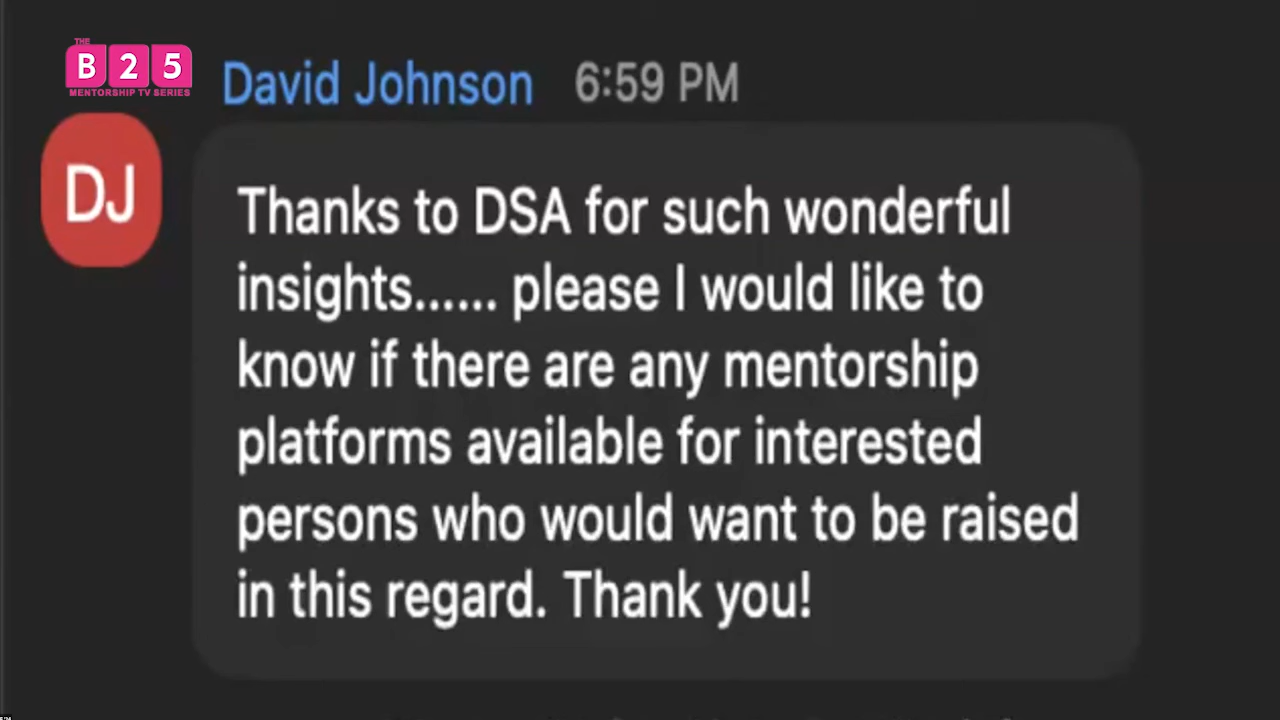 THE
B25
MENTORSHIP TV SERIES
David Johnson 6:59 PM
DJ
Thanks to DSA for such wonderful
insights...... please I would like to
know if there are any mentorship
platforms available for interested
persons who would want to be raised
in this regard. Thank you!